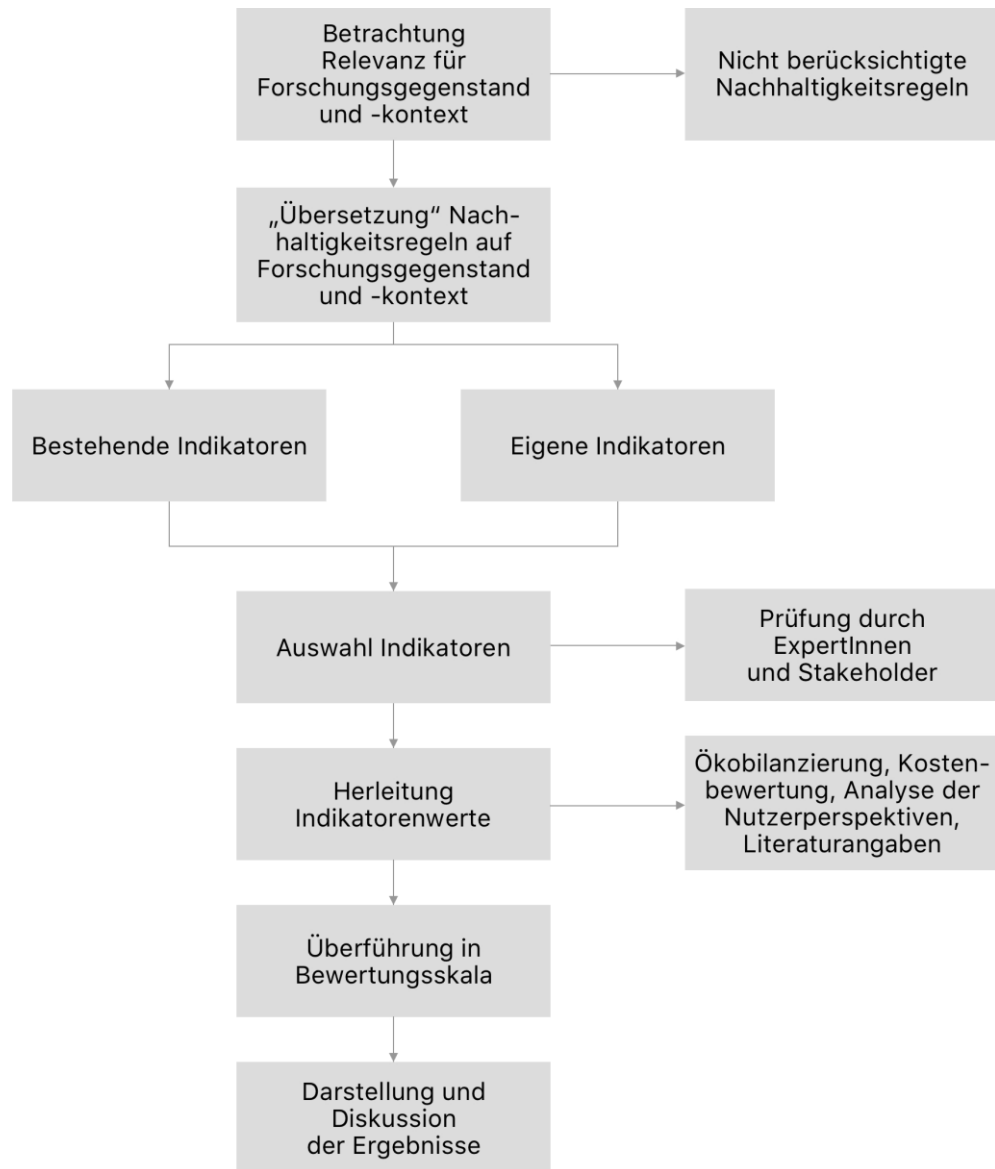 Betrachtung
Relevanz für
Forschungsgegenstand
und -kontext
Nicht berücksichtigte
Nachhaltigkeitsregeln
„Übersetzung“ Nach-
haltigkeitsregeln auf
Forschungsgegenstand
und -kontext
Bestehende Indikatoren
Eigene Indikatoren
Auswahl Indikatoren
Prüfung durch
ExpertInnen
und Stakeholder
Herleitung
Indikatorenwerte
Ökobilanzierung, Kosten-
bewertung, Analyse der
Nutzerperspektiven,
Literaturangaben
Überführung in
Bewertungsskala
Darstellung und
Diskussion
der Ergebnisse